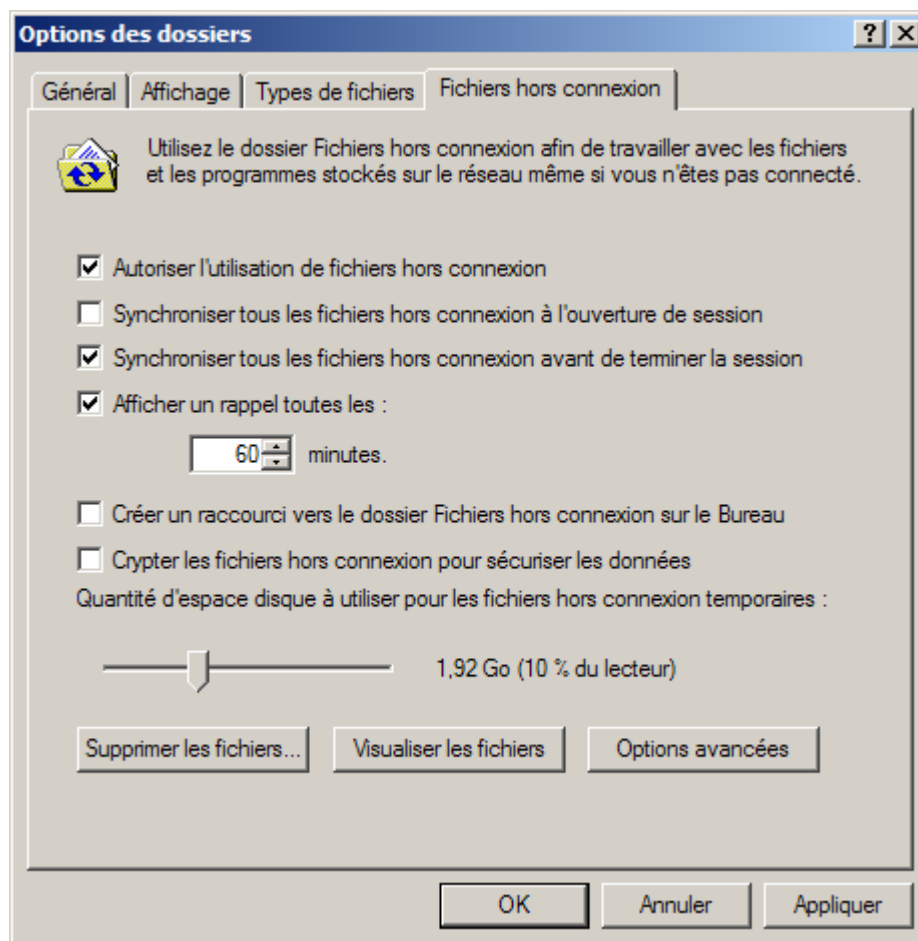 Options des dossiers
Général Affichage Types de fichiers Fichiers hors connexion
Utilisez le dossier Fichiers hors connexion afin de travailler avec les fichiers
et les programmes stockés sur le réseau même si vous n'êtes pas connecté.
Autoriser l'utilisation de fichiers hors connexion
Synchroniser tous les fichiers hors connexion à l'ouverture de session
Synchroniser tous les fichiers hors connexion avant de terminer la session
Afficher un rappel toutes les :
60 minutes.
Créer un raccourci vers le dossier Fichiers hors connexion sur le Bureau
Crypter les fichiers hors connexion pour sécuriser les données
Quantité d'espace disque à utiliser pour les fichiers hors connexion temporaires :
1,92 Go (10 % du lecteur)
Supprimer les fichiers... Visualiser les fichiers Options avancées
OK Annuler Appliquer